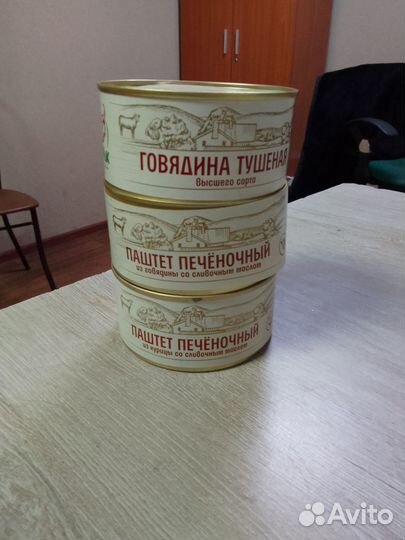 ГОВЯДИНА ТУШЕНАЯ
высшего сорта
ПАШТЕТ ПЕЧЁНОЧНЫЙ
из говядины со сливочным маслом
ПАШТЕТ ПЕЧЁНОЧНЫЙ
из курицы со сливочным маслом
Avito